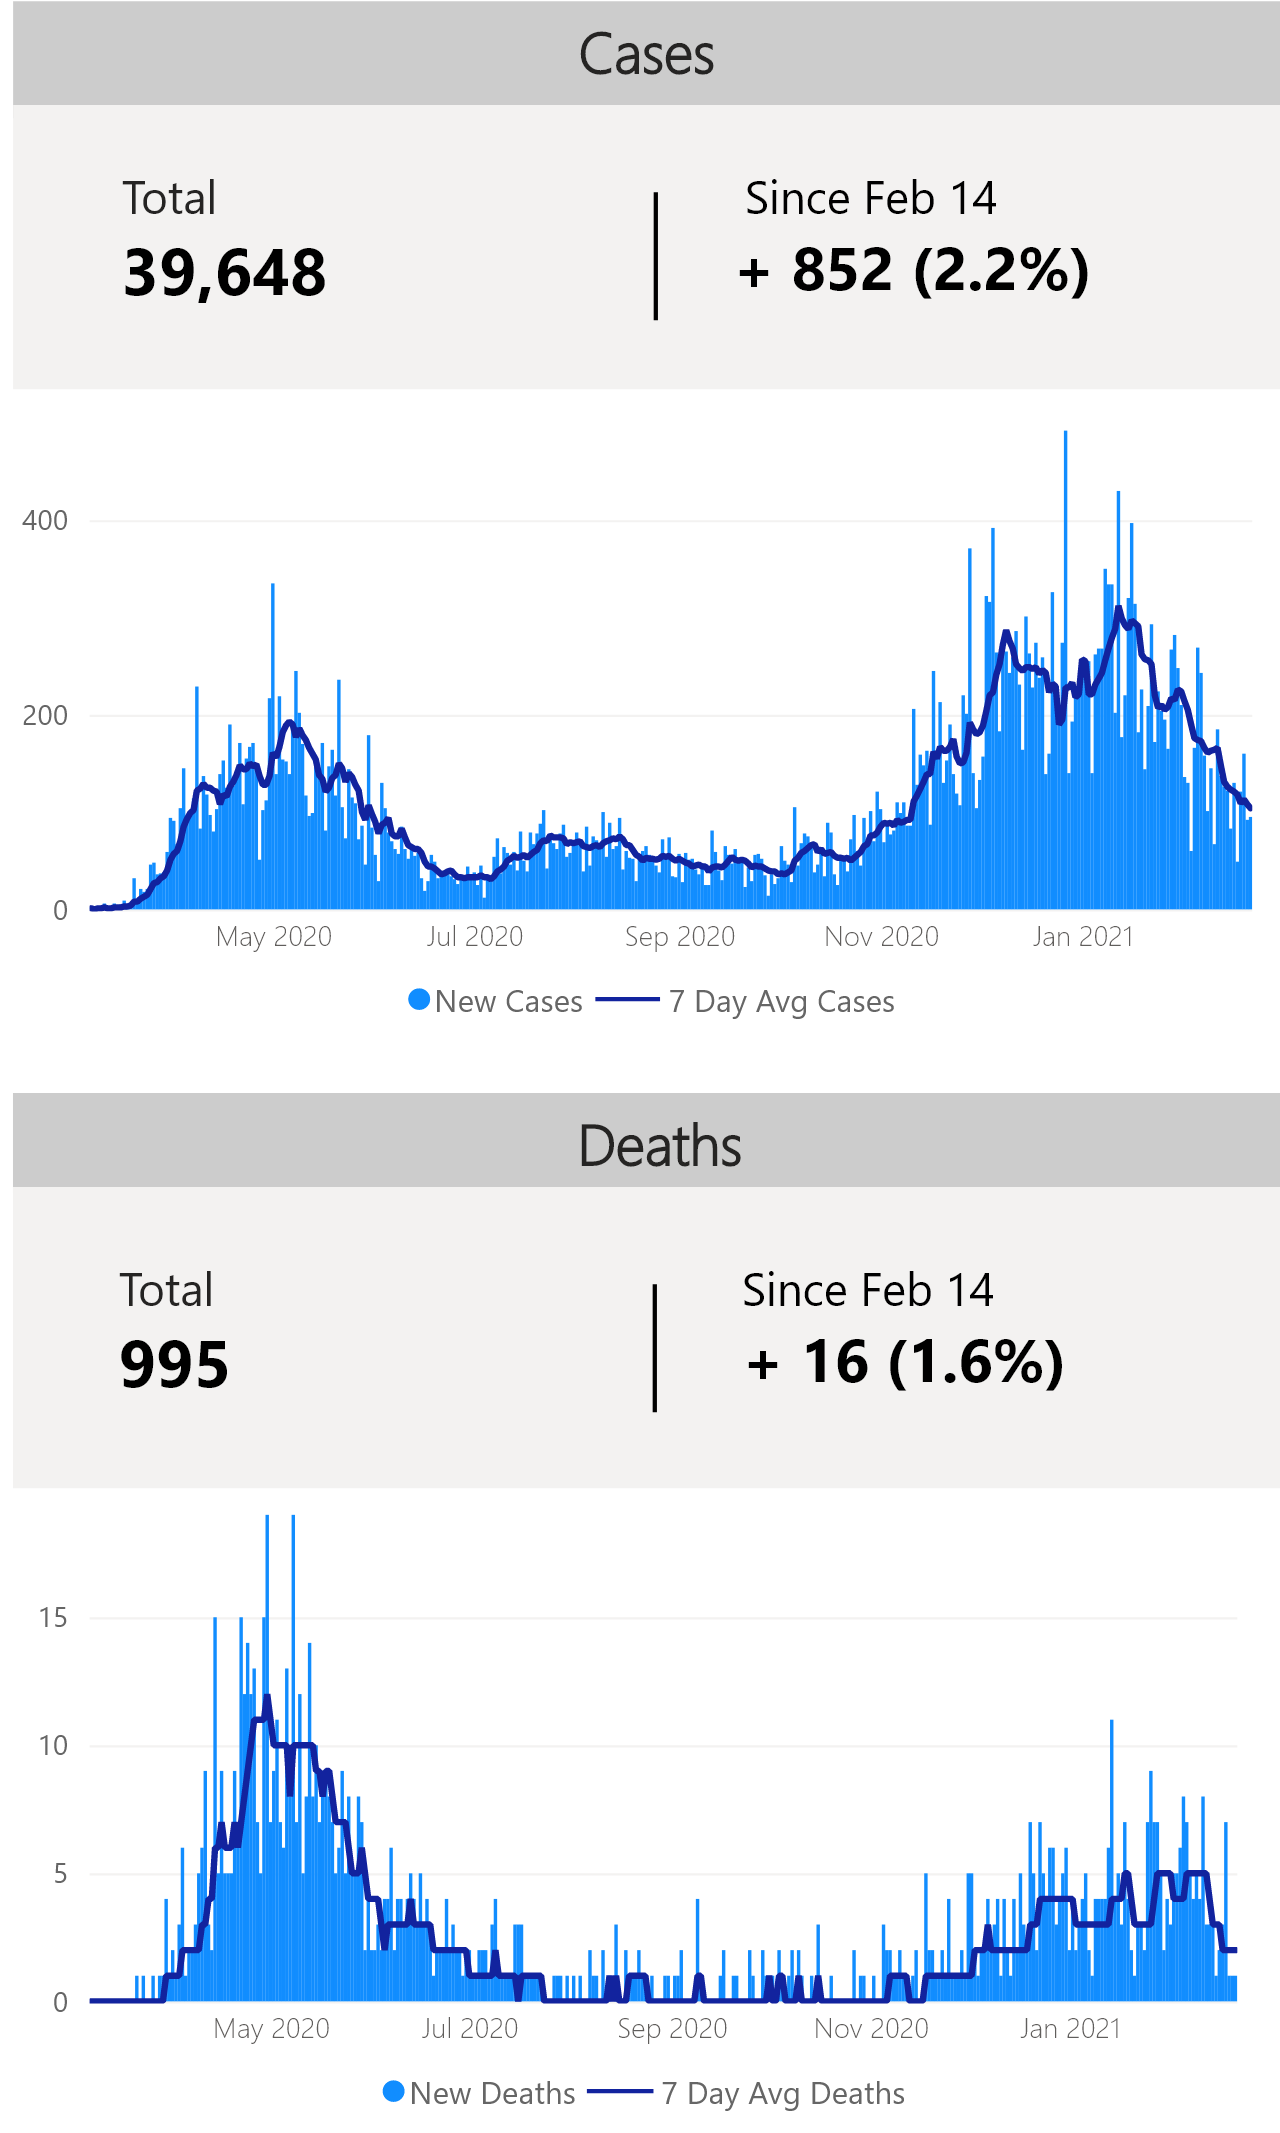 Cases
Total
Since Feb 14
39,648
+ 852 (2.2%)
400
200
0
May 2020
Jul 2020
Sep 2020
Nov 2020
Jan 2021
New Cases
7 Day Avg Cases
Deaths
Total
Since Feb 14
995
+ 16 (1.6%)
15
10
5
0
May 2020
Jul 2020
Sep 2020
Nov 2020
Jan 2021
New Deaths
7 Day Avg Deaths